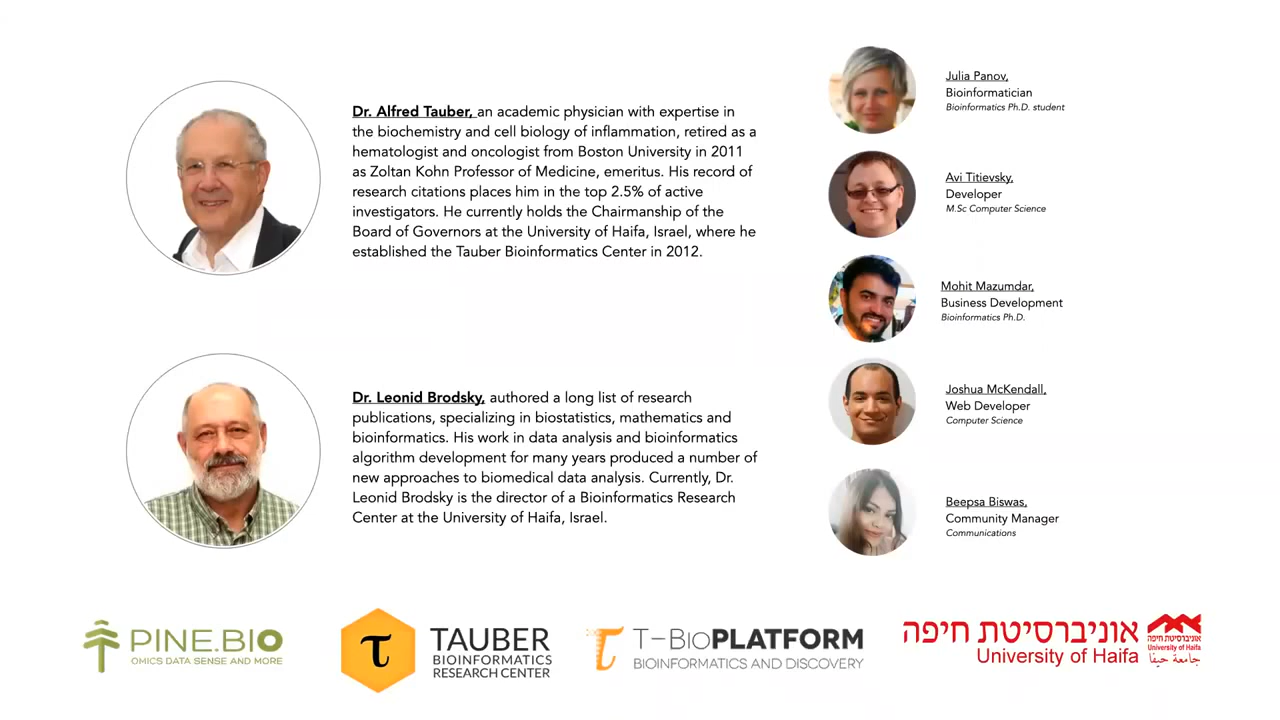 Dr. Alfred Tauber, an academic physician with expertise in
the biochemistry and cell biology of inflammation, retired as a
hematologist and oncologist from Boston University in 2011
as Zoltan Kohn Professor of Medicine, emeritus. His record of
research citations places him in the top 2.5% of active
investigators. He currently holds the Chairmanship of the
Board of Governors at the University of Haifa, Israel, where he
established the Tauber Bioinformatics Center in 2012.
Dr. Leonid Brodsky, authored a long list of research
publications, specializing in biostatistics, mathematics and
bioinformatics. His work in data analysis and bioinformatics
algorithm development for many years produced a number of
new approaches to biomedical data analysis. Currently, Dr.
Leonid Brodsky is the director of a Bioinformatics Research
Center at the University of Haifa, Israel.
Julia Panov,
Bioinformatician
Bioinformatics Ph.D. student
Avi Titievsky,
Developer
M.Sc Computer Science
Mohit Mazumdar,
Business Development
Bioinformatics Ph.D.
Joshua McKendall,
Web Developer
Computer Science
Beepsa Biswas,
Community Manager
Communications
PINE.BIO
OMICS DATA SENSE AND MORE
τ
TAUBER
BIOINFORMATICS
RESEARCH CENTER
T-BIOPLATFORM
BIOINFORMATICS AND DISCOVERY
אוניברסיטת חיפה
University of Haifa
אוניברסיטת חיפה
University of Haifa
جامعة حيفا